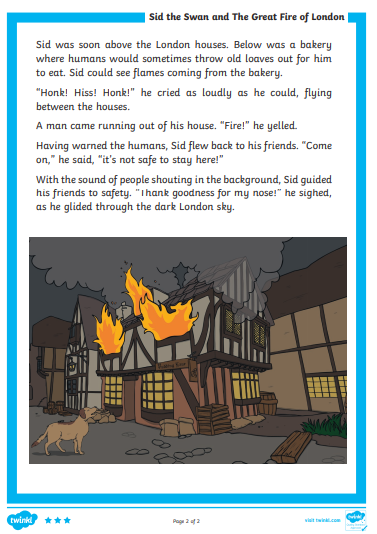 Sid the Swan and The Great Fire of London
Sid was soon above the London houses. Below was a bakery
where humans would sometimes throw old loaves out for him
to eat. Sid could see flames coming from the bakery.
“Honk! Hiss! Honk!” he cried as loudly as he could, flying
between the houses.
A man came running out of his house. “Fire!” he yelled.
Having warned the humans, Sid flew back to his friends. “Come
on,” he said, “it’s not safe to stay here!”
With the sound of people shouting in the background, Sid guided
his friends to safety. “Thank goodness for my nose!” he sighed,
as he glided through the dark London sky.
twinkl
Page 2 of 2
visit twinkl.com
twinkl